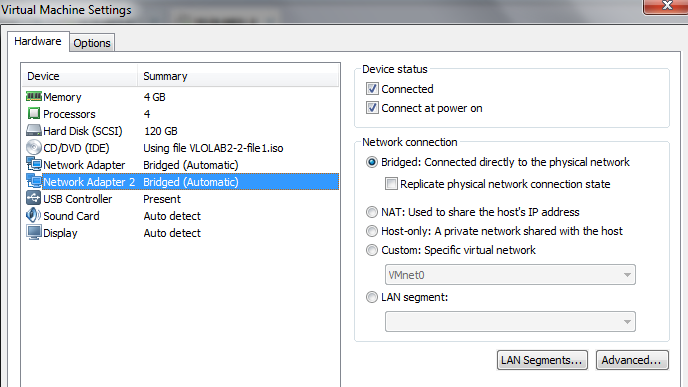 Virtual Machine Settings
Hardware Options
Device Summary
Memory 4 GB
Processors 4
Hard Disk (SCSI) 120 GB
CD/DVD (IDE) Using file VLOLAB2-2-file1.iso
Network Adapter Bridged (Automatic)
Network Adapter 2 Bridged (Automatic)
USB Controller Present
Sound Card Auto detect
Display Auto detect
Device status
Connected
Connect at power on
Network connection
Bridged: Connected directly to the physical network
Replicate physical network connection state
NAT: Used to share the host's IP address
Host-only: A private network shared with the host
Custom: Specific virtual network
VMnet0
LAN segment:
LAN Segments... Advanced...